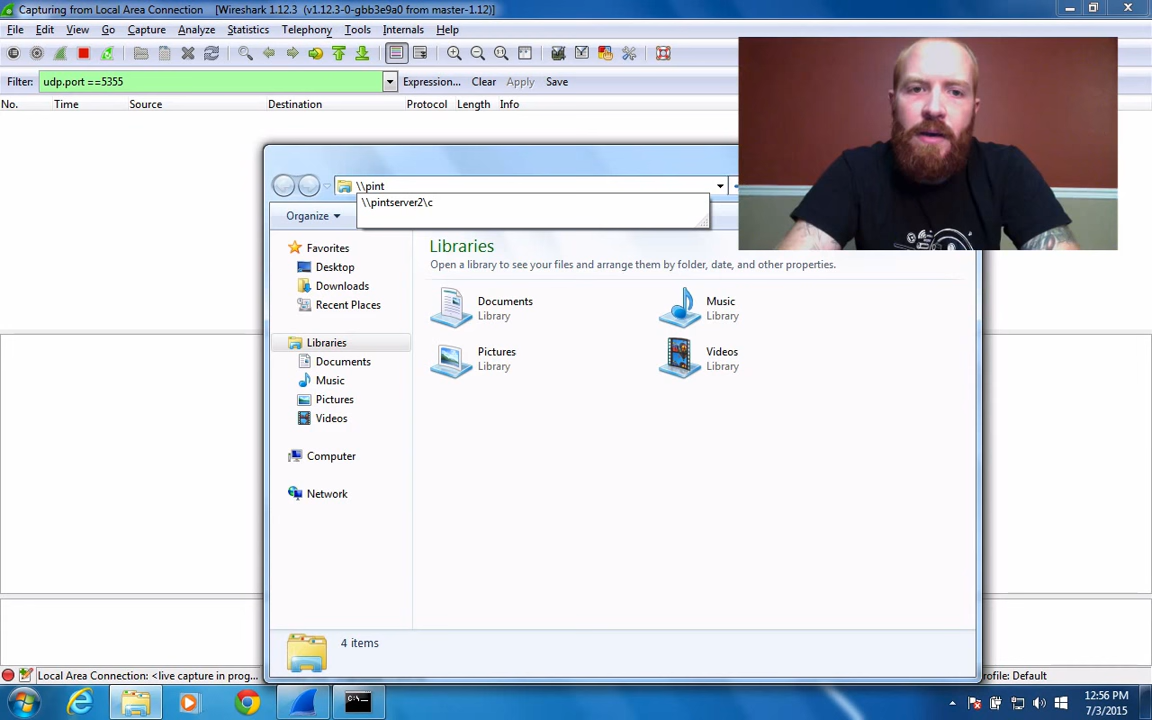 Capturing from Local Area Connection [Wireshark 1.12.3 (v1.12.3-0-gbb3e9a0 from master-1.12)]
File Edit View Go Capture Analyze Statistics Telephony Tools Internals Help
Filter: udp.port ==5355 Expression... Clear Apply Save
No. Time Source Destination Protocol Length Info
\\pint
\\pintserver2\c
Organize
Favorites
Desktop
Downloads
Recent Places
Libraries
Documents
Music
Pictures
Videos
Computer
Network
Libraries
Open a library to see your files and arrange them by folder, date, and other properties.
Documents
Library
Music
Library
Pictures
Library
Videos
Library
4 items
Local Area Connection: <live capture in prog...
rofile: Default
C:\_
12:56 PM
7/3/2015